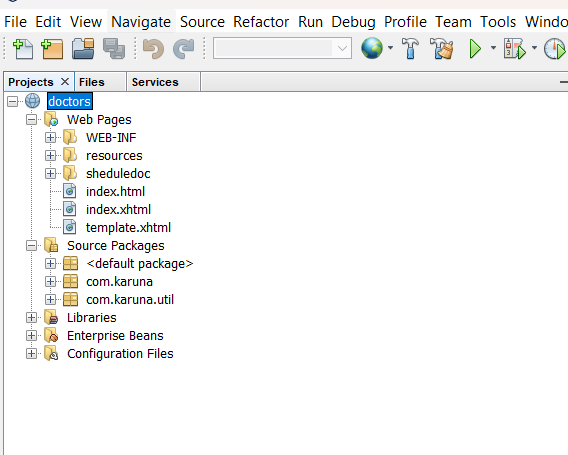 File Edit View Navigate Source Refactor Run Debug Profile Team Tools Windo
Projects Files Services
doctors
Web Pages
WEB-INF
resources
sheduledoc
index.html
index.xhtml
template.xhtml
Source Packages
<default package>
com.karuna
com.karuna.util
Libraries
Enterprise Beans
Configuration Files